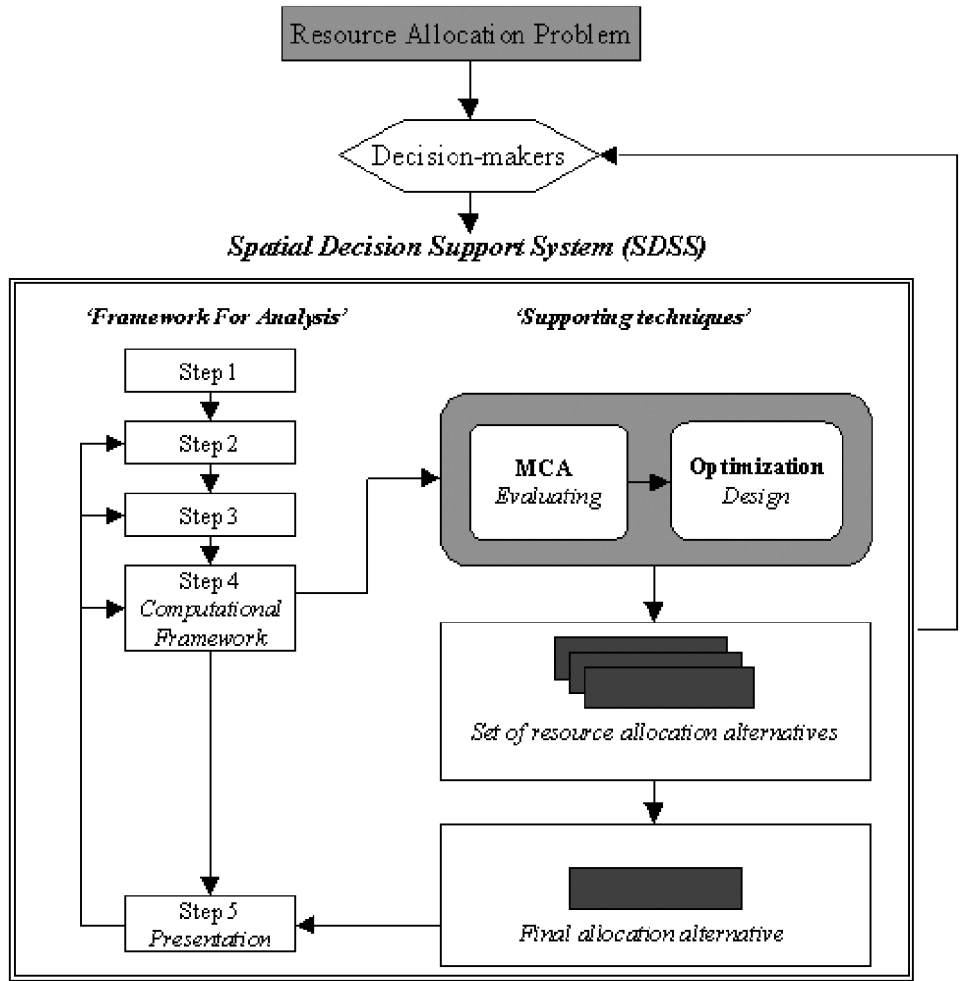 Resource Allocation Problem
Decision-makers
Spatial Decision Support System (SDSS)
‘Framework For Analysis’
‘Supporting techniques’
Step 1
Step 2
Step 3
Step 4
Computational
Framework
MCA
Evaluating
Optimization
Design
Set of resource allocation alternatives
Step 5
Presentation
Final allocation alternative